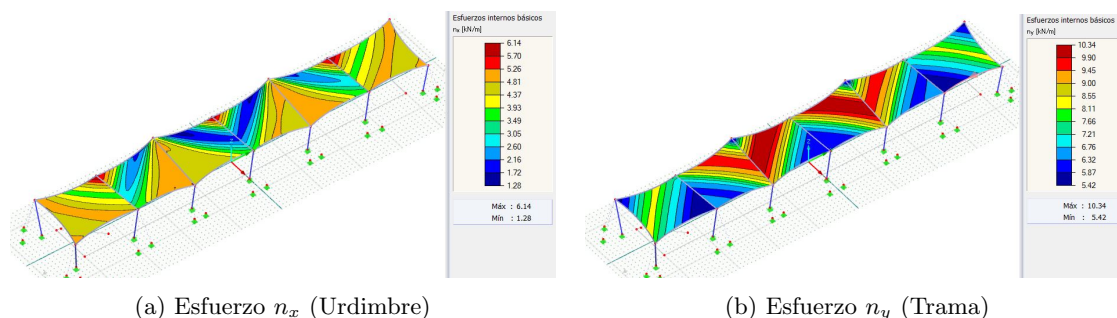 Esfuerzos internos básicos
nx [kN/m]
6.14
5.70
5.26
4.81
4.37
3.93
3.49
3.05
2.60
2.16
1.72
1.28
Máx : 6.14
Mín : 1.28
(a) Esfuerzo nx (Urdimbre)
Esfuerzos internos básicos
ny [kN/m]
10.34
9.90
9.45
9.00
8.55
8.11
7.66
7.21
6.76
6.32
5.87
5.42
Máx : 10.34
Mín : 5.42
(b) Esfuerzo ny (Trama)